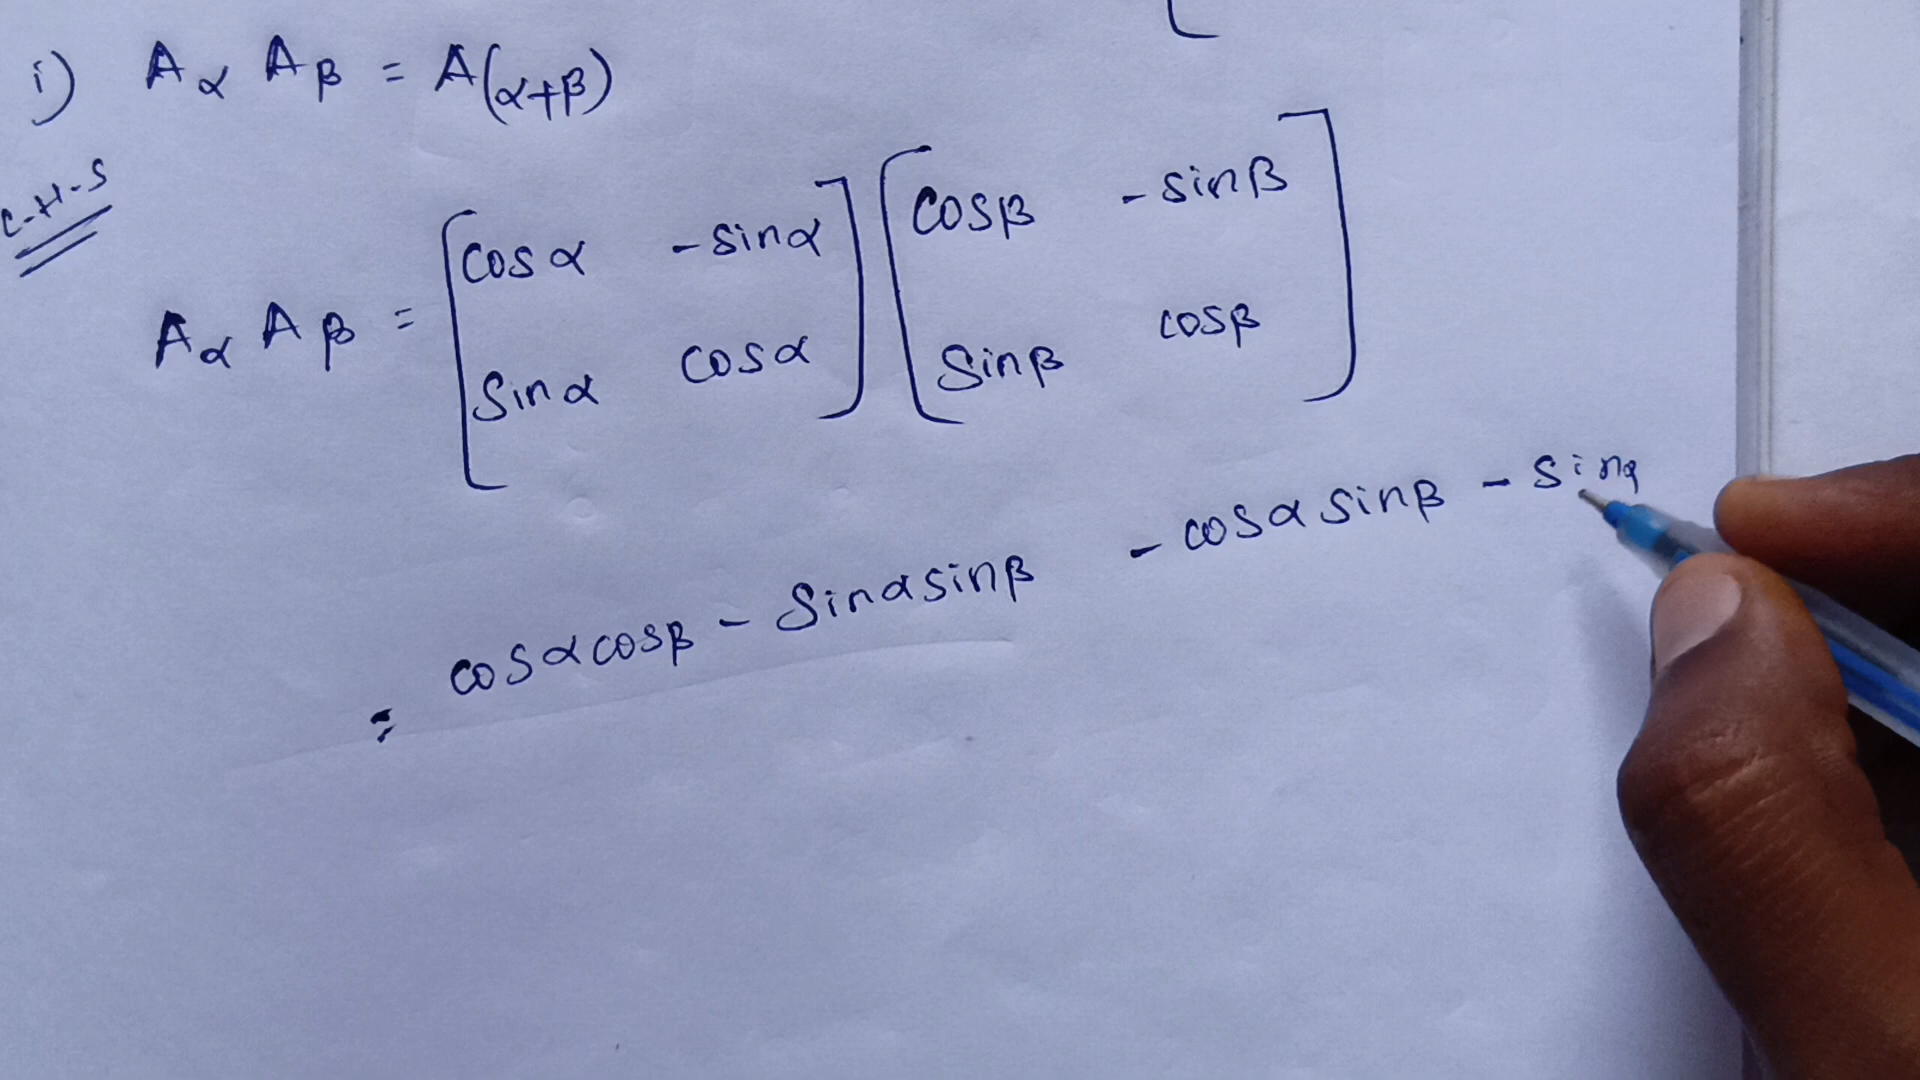 i) Aα Aβ = A(α+β)
L-H-S
Aα Aβ = [cosα -sinα] [cosβ -sinβ]
[sinα cosα] [sinβ cosβ]
= cosα cosβ - sinα sinβ - cosα sinβ - sinα